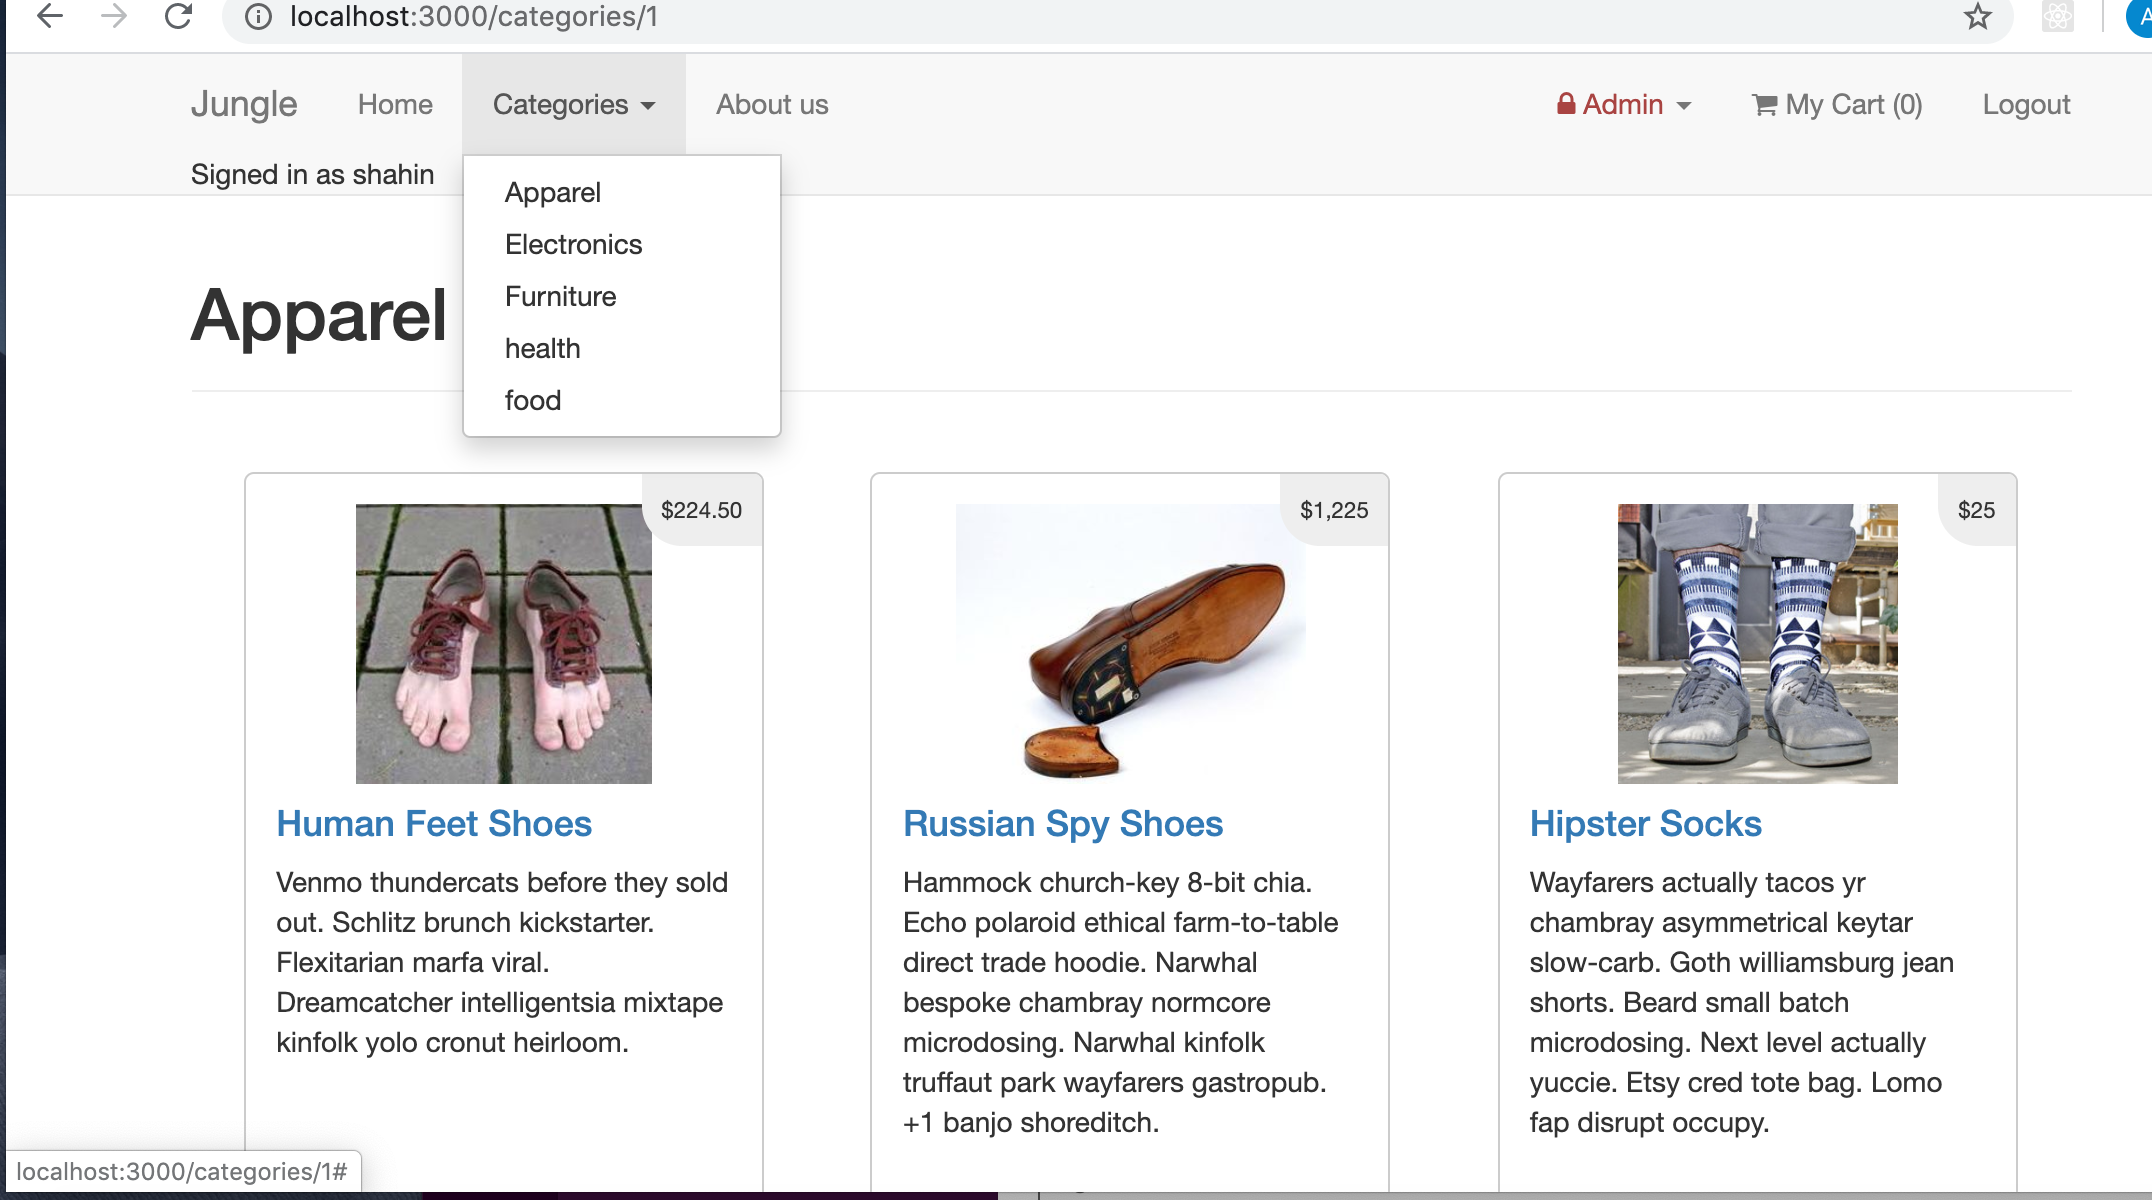 localhost:3000/categories/1
Jungle Home Categories About us Admin My Cart (0) Logout
Signed in as shahin
Apparel
Electronics
Furniture
health
food
Apparel
$224.50
Human Feet Shoes
Venmo thundercats before they sold
out. Schlitz brunch kickstarter.
Flexitarian marfa viral.
Dreamcatcher intelligentsia mixtape
kinfolk yolo cronut heirloom.
$1,225
Russian Spy Shoes
Hammock church-key 8-bit chia.
Echo polaroid ethical farm-to-table
direct trade hoodie. Narwhal
bespoke chambray normcore
microdosing. Narwhal kinfolk
truffaut park wayfarers gastropub.
+1 banjo shoreditch.
$25
Hipster Socks
Wayfarers actually tacos yr
chambray asymmetrical keytar
slow-carb. Goth williamsburg jean
shorts. Beard small batch
microdosing. Next level actually
yuccie. Etsy cred tote bag. Lomo
fap disrupt occupy.
localhost:3000/categories/1#